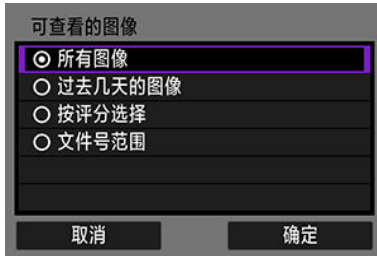 可查看的图像
所有图像
过去几天的图像
按评分选择
文件号范围
取消
确定